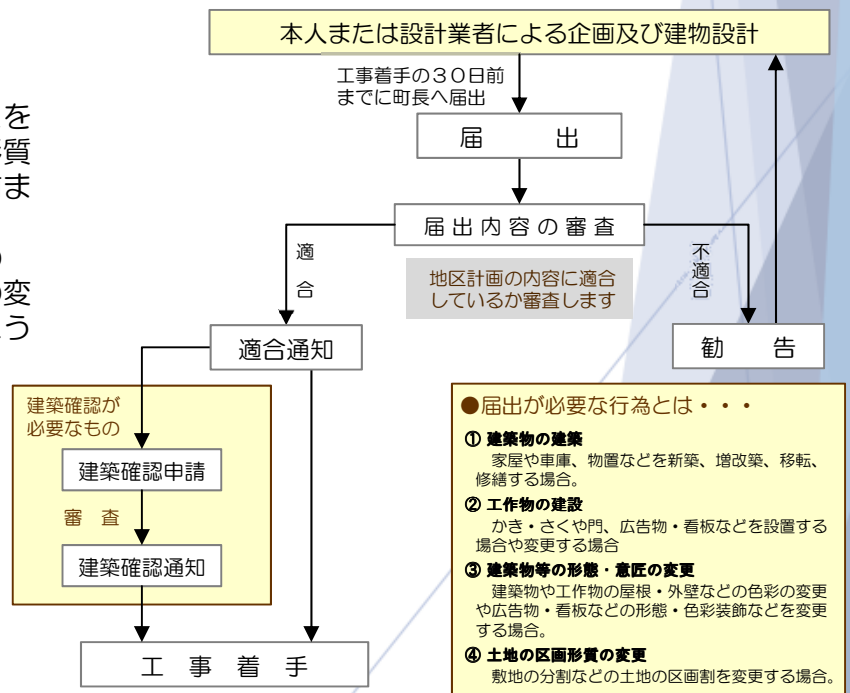 本人または設計業者による企画及び建物設計
工事着手の３０日前
までに町長へ届出
届　　出
届出内容の審査
適合
不適合
地区計画の内容に適合
しているか審査します
適合通知
勧　告
建築確認が
必要なもの
建築確認申請
審　査
建築確認通知
工　事　着　手
●届出が必要な行為とは・・・
① 建築物の建築
家屋や車庫、物置などを新築、増改築、移転、
修繕する場合。
② 工作物の建設
かき・さくや門、広告物・看板などを設置する
場合や変更する場合
③ 建築物等の形態・意匠の変更
建築物や工作物の屋根・外壁などの色彩の変更
や広告物・看板などの形態・色彩装飾などを変更
する場合。
④ 土地の区画形質の変更
敷地の分割などの土地の区画割を変更する場合。
を
質
ま
の変
う